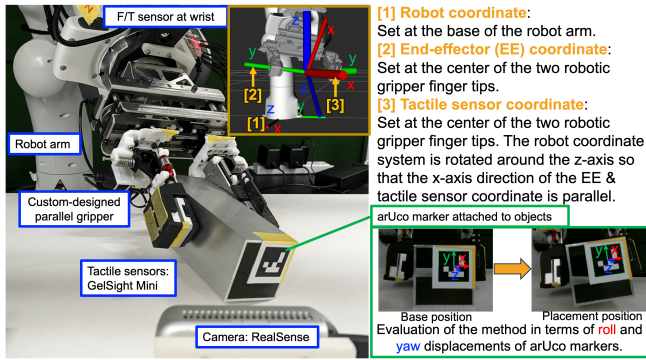 F/T sensor at wrist
Robot arm
Custom-designed
parallel gripper
Tactile sensors:
GelSight Mini
Camera: RealSense
z
x
y
y
[2]
[3]
[1]
z
x
z
y
[1] Robot coordinate:
Set at the base of the robot arm.
[2] End-effector (EE) coordinate:
Set at the center of the two robotic
gripper finger tips.
[3] Tactile sensor coordinate:
Set at the center of the two robotic
gripper finger tips. The robot coordinate
system is rotated around the z-axis so
that the x-axis direction of the EE &
tactile sensor coordinate is parallel.
arUco marker attached to objects
y
x
z
y
x
z
Base position
Placement position
Evaluation of the method in terms of roll and
yaw displacements of arUco markers.